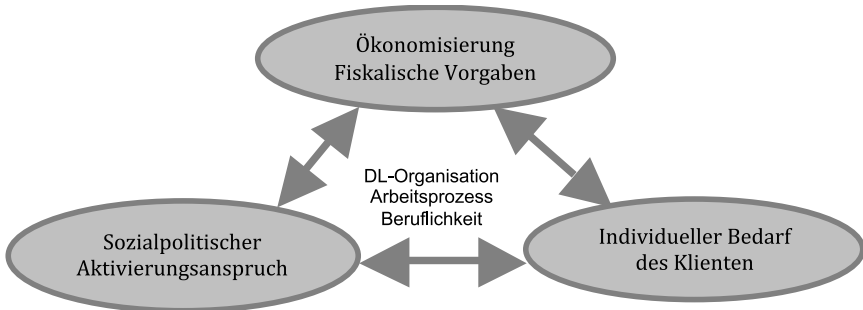 Ökonomisierung
Fiskalische Vorgaben
DL-Organisation
Arbeitsprozess
Beruflichkeit
Sozialpolitischer
Aktivierungsanspruch
Individueller Bedarf
des Klienten